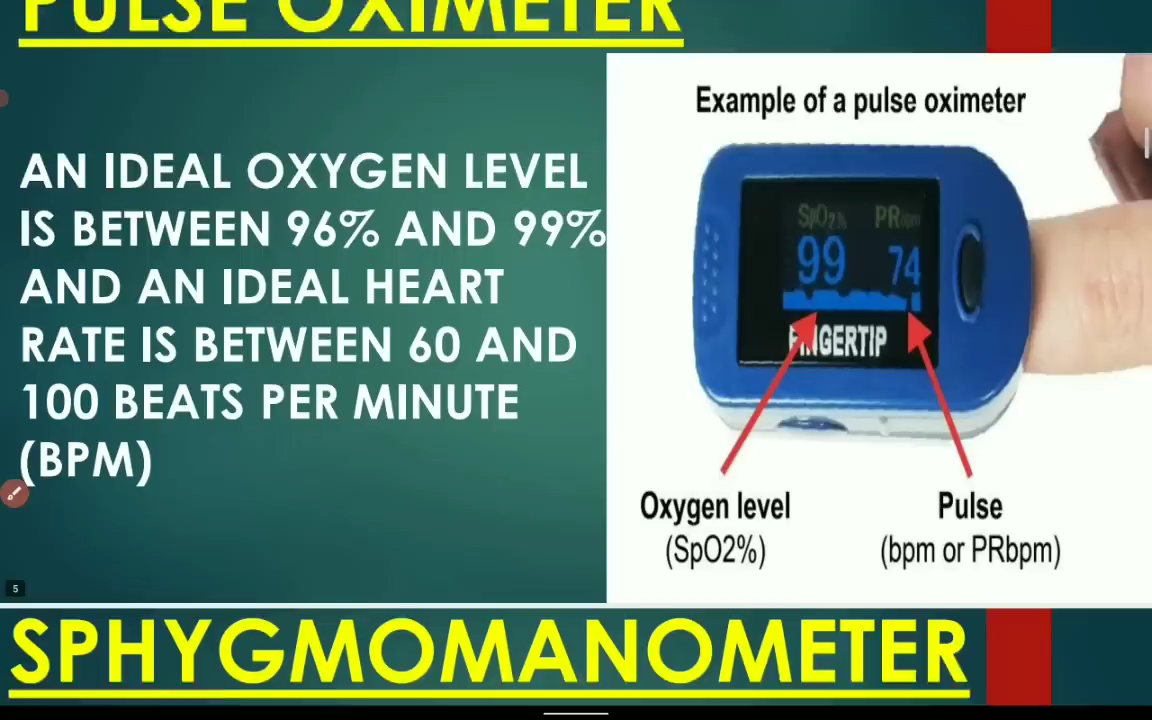 PULSE OXIMETER
AN IDEAL OXYGEN LEVEL
IS BETWEEN 96% AND 99%
AND AN IDEAL HEART
RATE IS BETWEEN 60 AND
100 BEATS PER MINUTE
(BPM)
Example of a pulse oximeter
SpO2% PRbpm
99 74
FINGERTIP
Oxygen level Pulse
(SpO2%) (bpm or PRbpm)
5
SPHYGMOMANOMETER